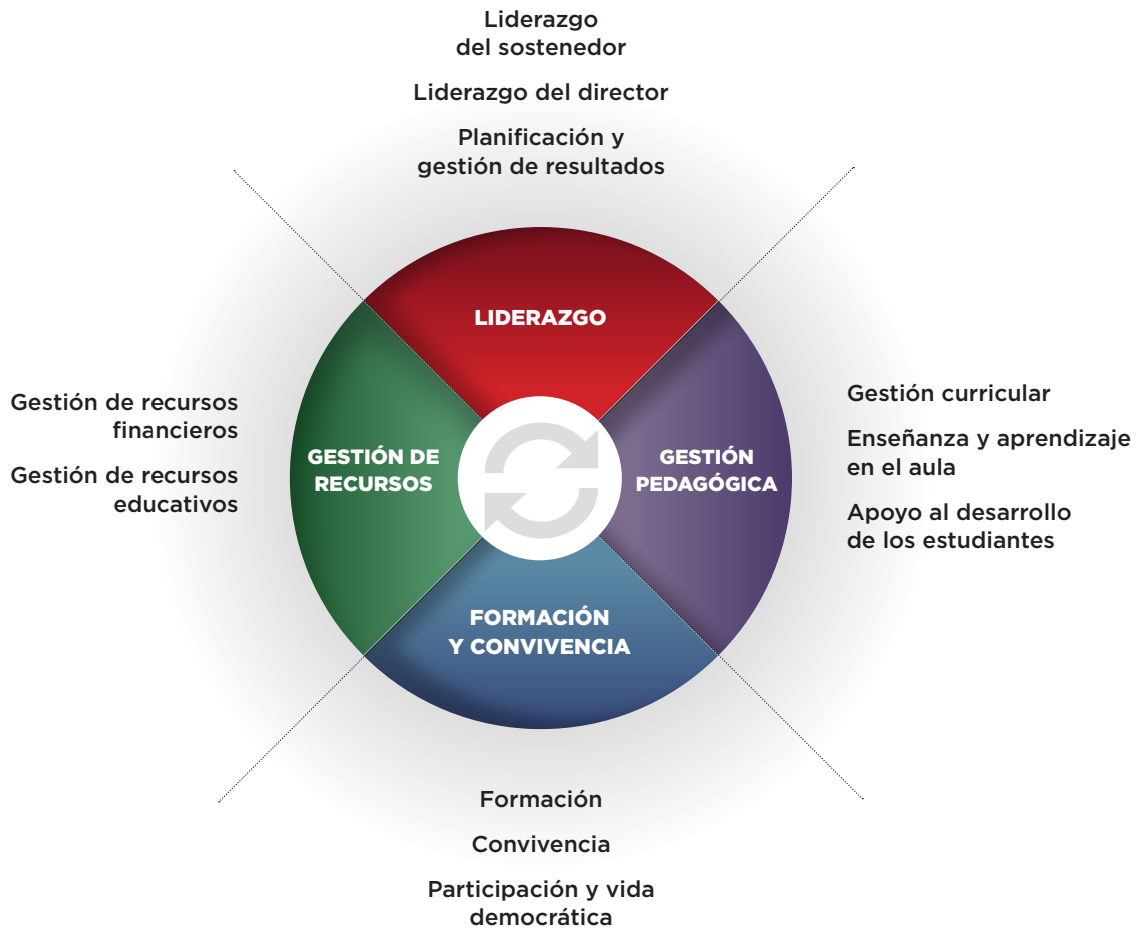 Liderazgo
del sostenedor
Liderazgo del director
Planificación y
gestión de resultados
LIDERAZGO
Gestión de recursos
financieros
Gestión de recursos
educativos
GESTIÓN DE
RECURSOS
GESTIÓN
PEDAGÓGICA
Gestión curricular
Enseñanza y aprendizaje
en el aula
Apoyo al desarrollo
de los estudiantes
FORMACIÓN
Y CONVIVENCIA
Formación
Convivencia
Participación y vida
democrática